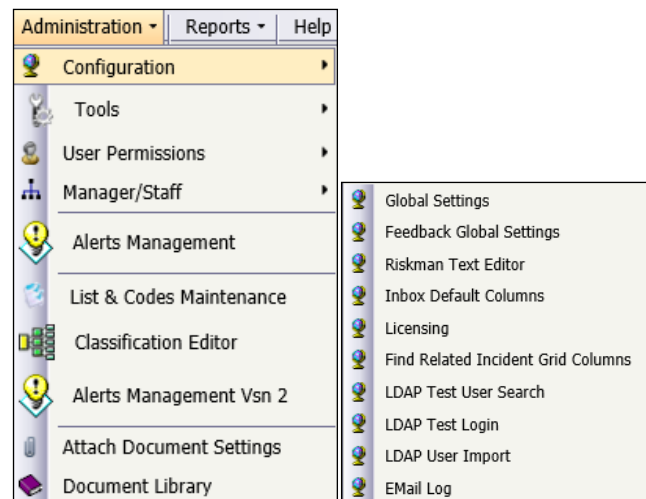 Administration Reports Help
Configuration
Tools
User Permissions
Manager/Staff
Alerts Management
List & Codes Maintenance
Classification Editor
Alerts Management Vsn 2
Attach Document Settings
Document Library
Global Settings
Feedback Global Settings
Riskman Text Editor
Inbox Default Columns
Licensing
Find Related Incident Grid Columns
LDAP Test User Search
LDAP Test Login
LDAP User Import
EMail Log